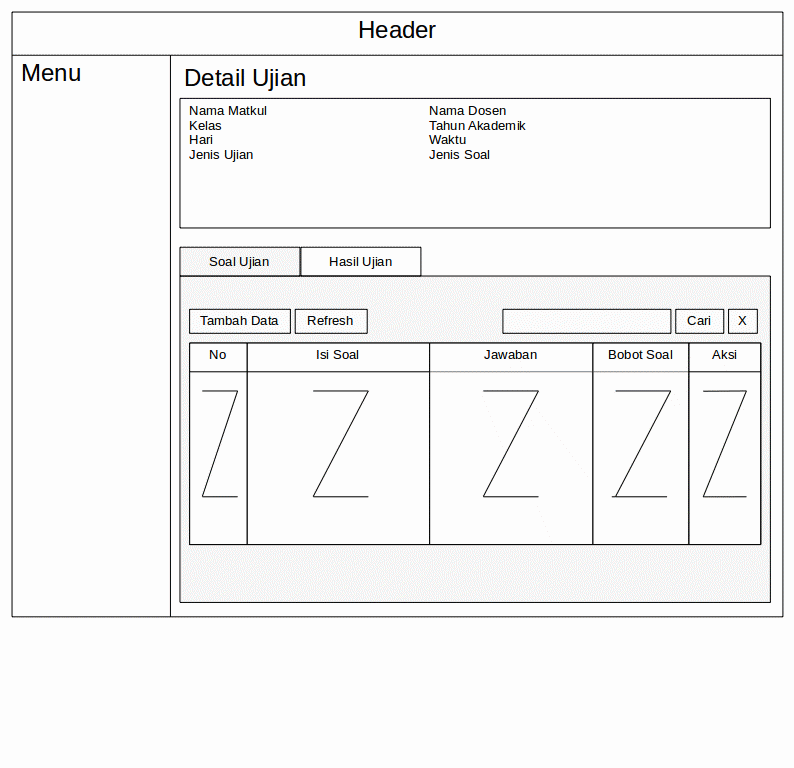 Header
Menu
Detail Ujian
Nama Matkul
Kelas
Hari
Jenis Ujian
Nama Dosen
Tahun Akademik
Waktu
Jenis Soal
Soal Ujian
Hasil Ujian
Tambah Data
Refresh
Cari
X
No
Isi Soal
Jawaban
Bobot Soal
Aksi